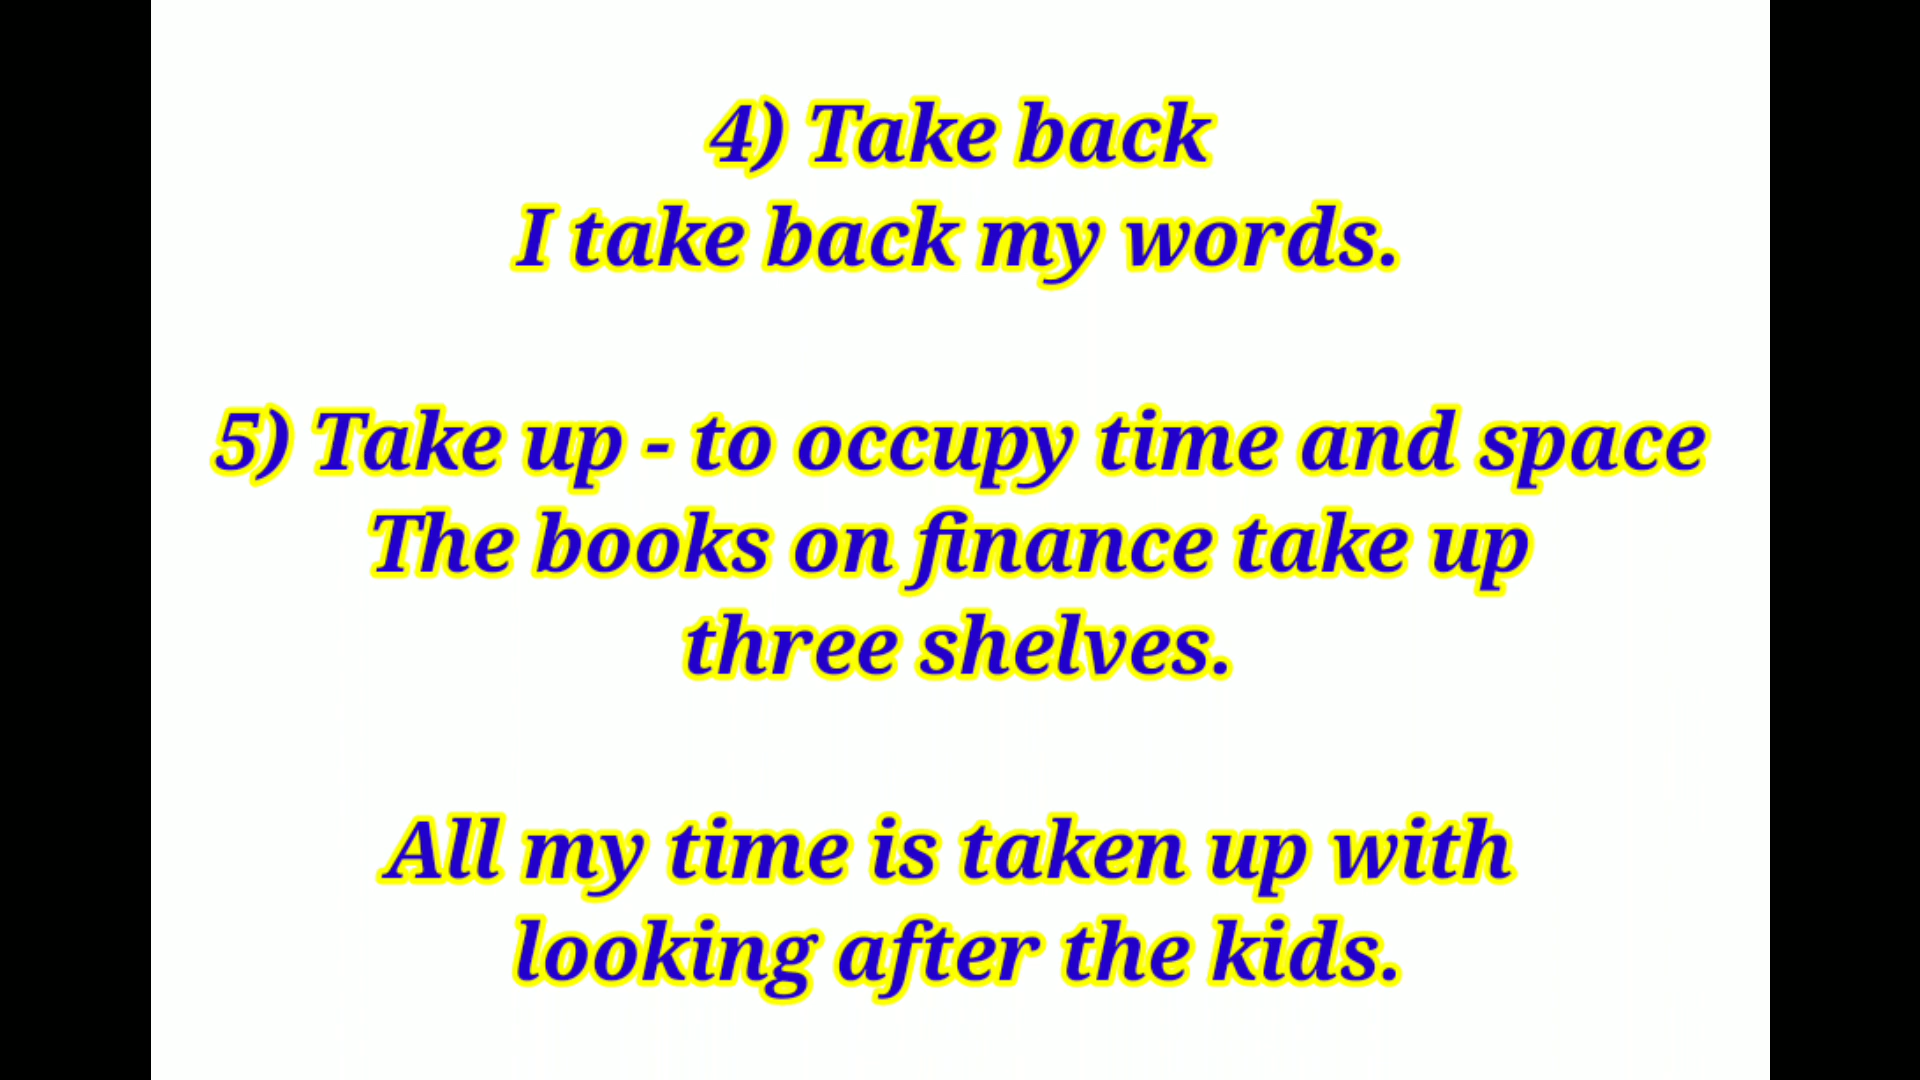 4) Take back
I take back my words.
5) Take up - to occupy time and space
The books on finance take up
three shelves.
All my time is taken up with
looking after the kids.